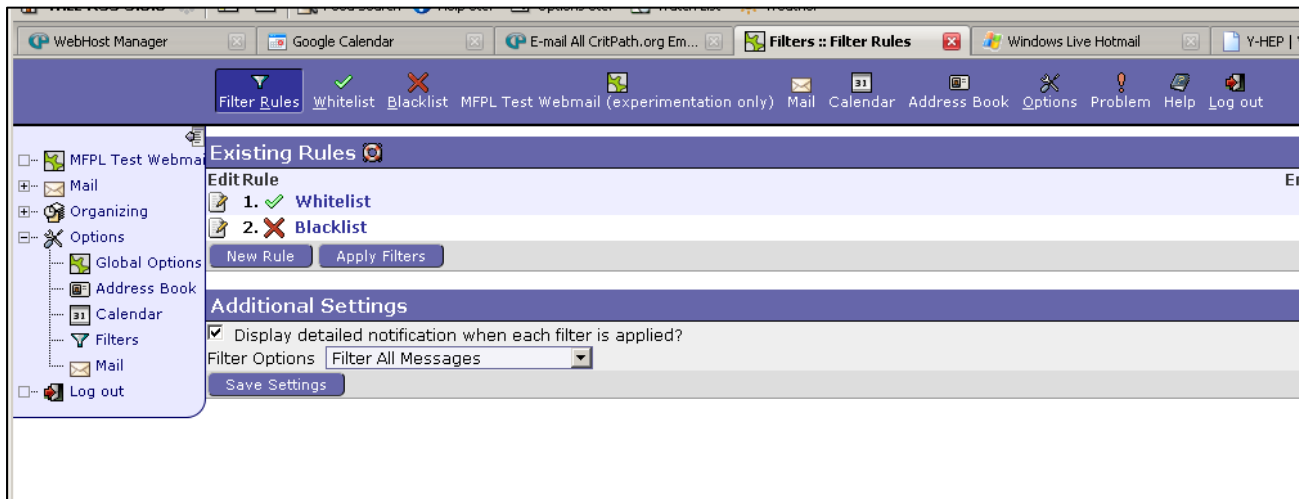 WebHost Manager Google Calendar E-mail All CritPath.org Em... Filters :: Filter Rules Windows Live Hotmail Y-HEP |
Filter Rules Whitelist Blacklist MFPL Test Webmail (experimentation only) Mail Calendar Address Book Options Problem Help Log out
MFPL Test Webmai
Mail
Organizing
Options
Global Options
Address Book
Calendar
Filters
Mail
Log out
Existing Rules
Edit Rule
1. Whitelist
2. Blacklist
New Rule Apply Filters
Additional Settings
Display detailed notification when each filter is applied?
Filter Options Filter All Messages
Save Settings